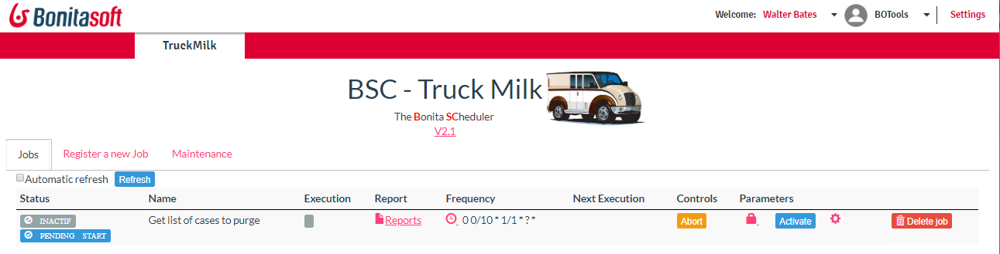 Bonitasoft
Welcome: Walter Bates BOTools Settings
TruckMilk
BSC - Truck Milk
The Bonita SCheduler
V2.1
Jobs Register a new Job Maintenance
Automatic refresh Refresh
Status Name Execution Report Frequency Next Execution Controls Parameters
INACTIF Get list of cases to purge Reports 0 0/10 * 1/1 * ? * Abort Activate Delete job
PENDING START